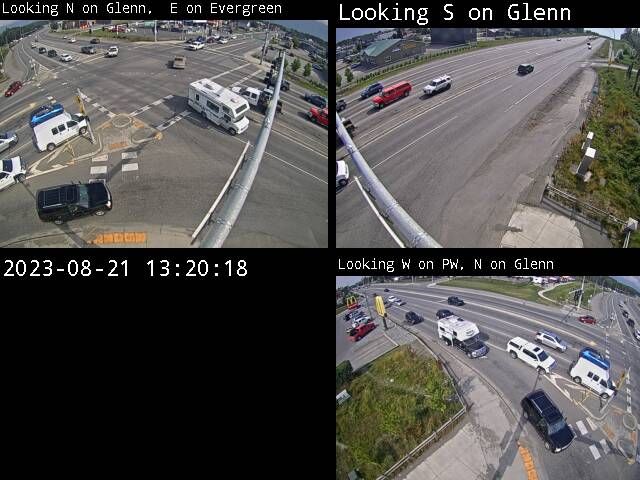 Looking N on Glenn, E on Evergreen
Looking S on Glenn
2023-08-21 13:20:18
Looking W on PW, N on Glenn